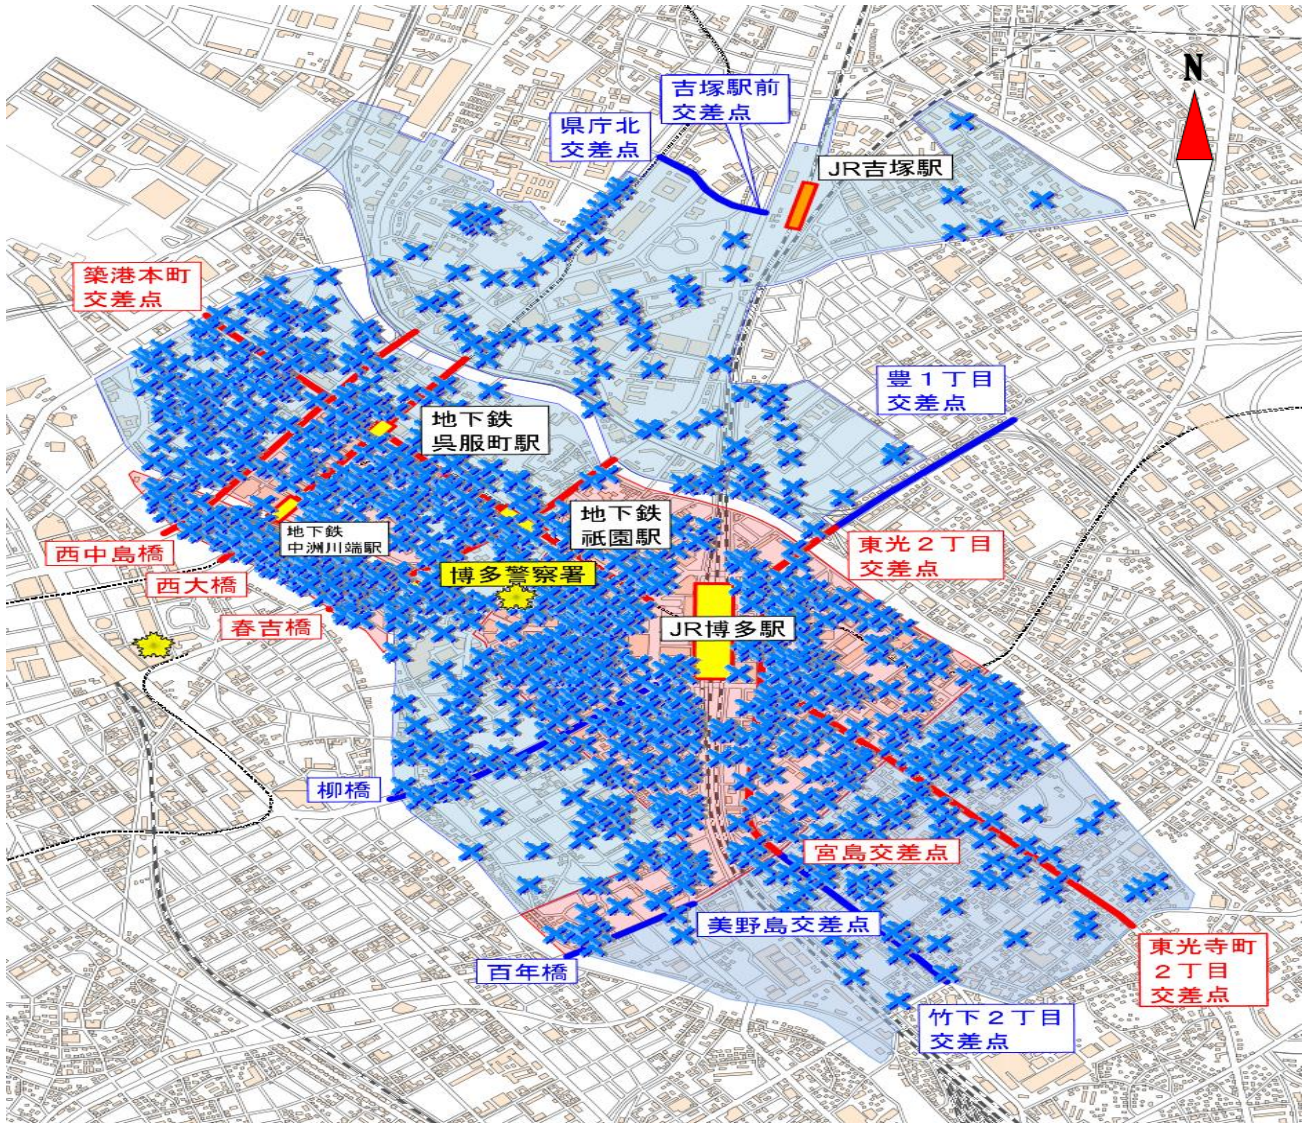 N
吉塚駅前
交差点
県庁北
交差点
JR吉塚駅
築港本町
交差点
豊1丁目
交差点
地下鉄
呉服町駅
地下鉄
祇園駅
地下鉄
中洲川端駅
西中島橋
東光2丁目
交差点
博多警察署
西大橋
春吉橋
JR博多駅
柳橋
宮島交差点
美野島交差点
百年橋
東光寺町
2丁目
交差点
竹下2丁目
交差点